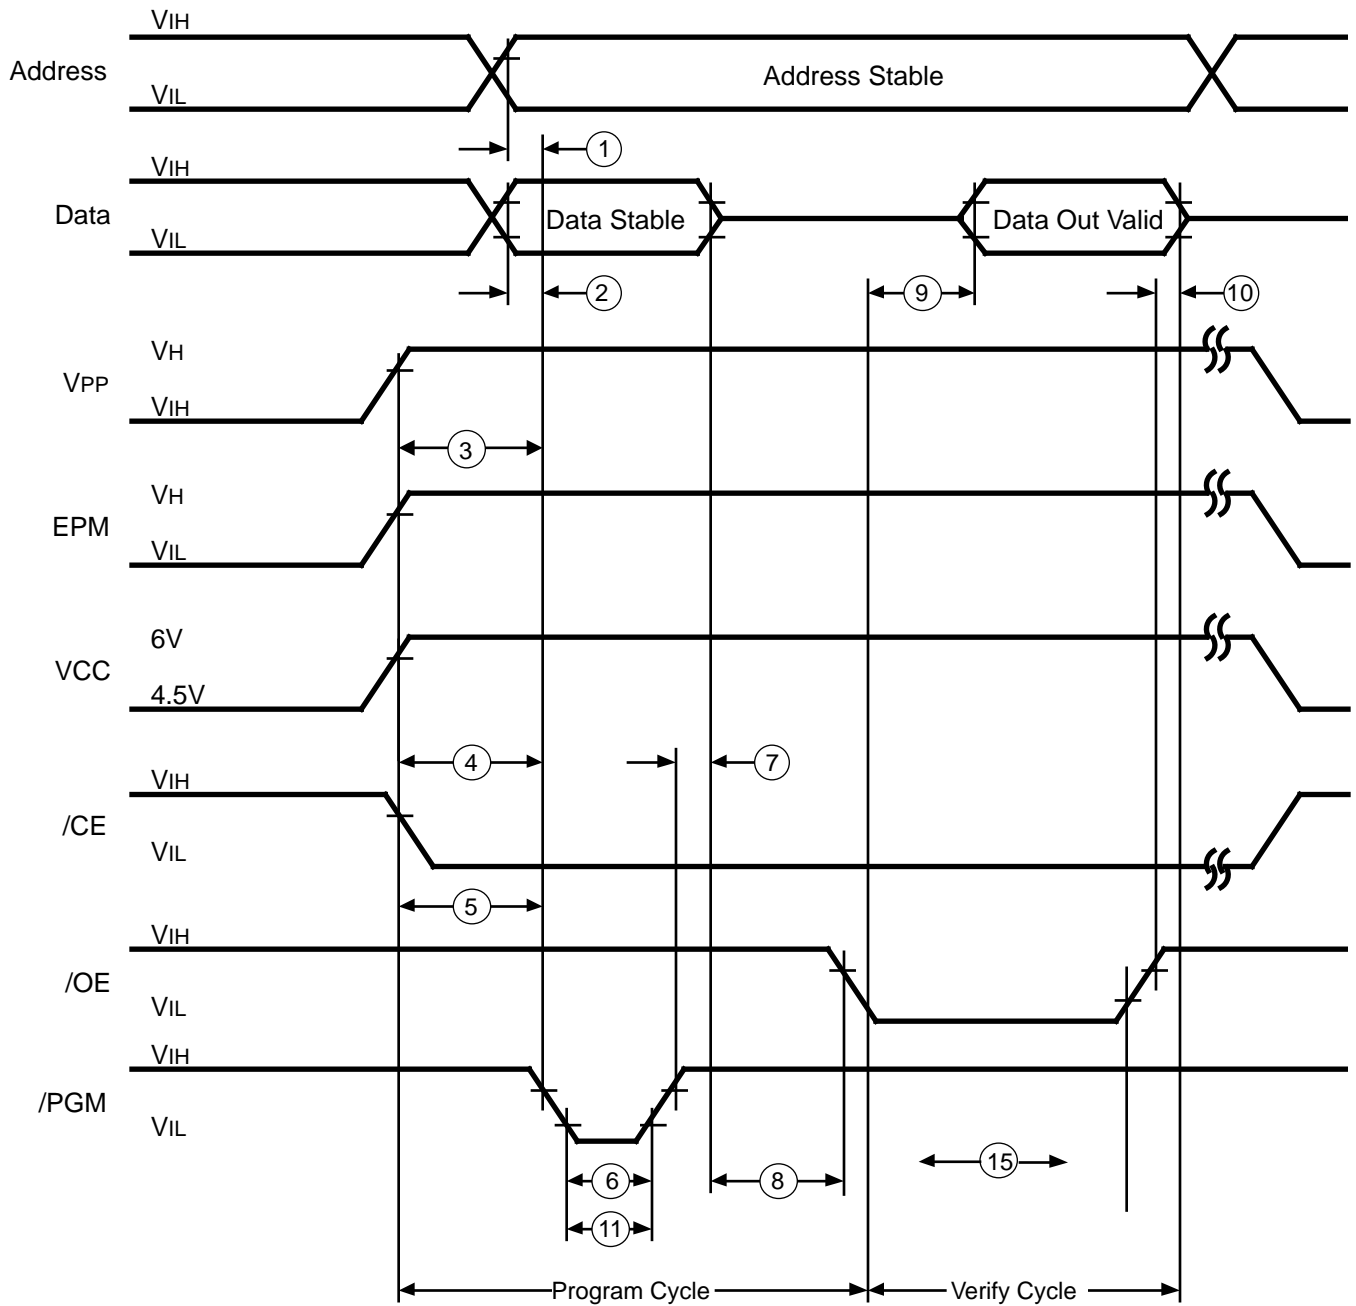 VIH
Address
Address Stable
VIL
1
VIH
Data
Data Stable
Data Out Valid
VIL
2
9
10
VH
VPP
VIH
3
VH
EPM
VIL
6V
VCC
4.5V
4
7
VIH
/CE
VIL
5
VIH
/OE
VIL
VIH
/PGM
VIL
15
6
8
11
Program Cycle
Verify Cycle